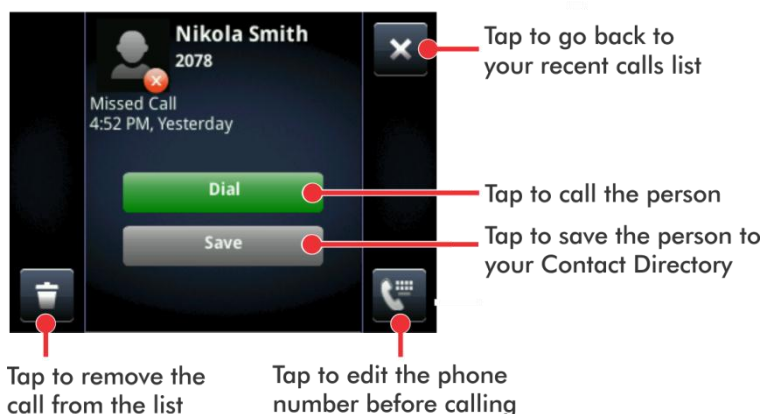 Nikola Smith
2078
Missed Call
4:52 PM, Yesterday
Dial
Save
Tap to go back to
your recent calls list
Tap to call the person
Tap to save the person to
your Contact Directory
Tap to remove the
call from the list
Tap to edit the phone
number before calling